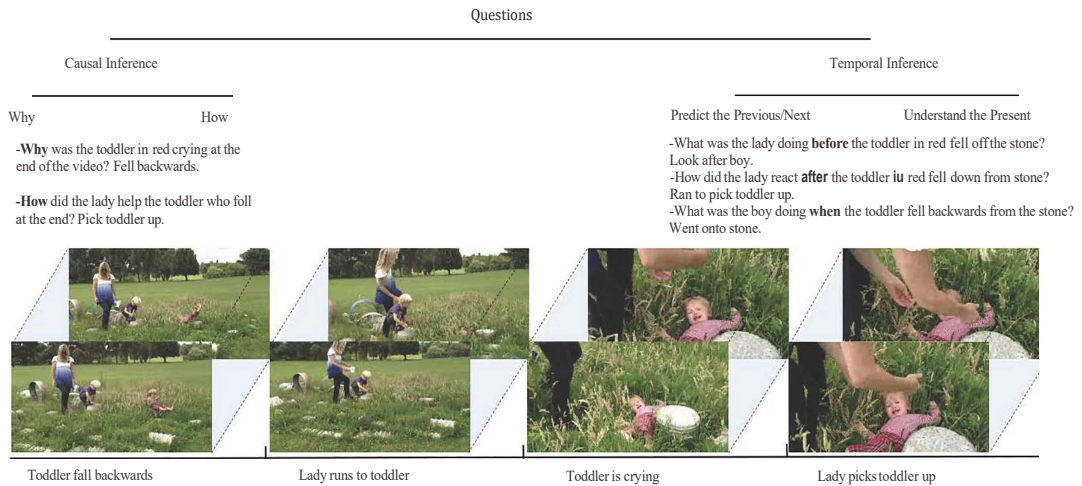 Questions
Causal Inference
Temporal Inference
Why
How
Predict the Previous/Next
Understand the Present
-Why was the toddler in red crying at the
end of the video? Fell backwards.
-How did the lady help the toddler who foll
at the end? Pick toddler up.
-What was the lady doing before the toddler in red fell off the stone?
Look after boy.
-How did the lady react after the toddler iu red fell down from stone?
Ran to pick toddler up.
-What was the boy doing when the toddler fell backwards from the stone?
Went onto stone.
Toddler fall backwards
Lady runs to toddler
Toddler is crying
Lady picks toddler up